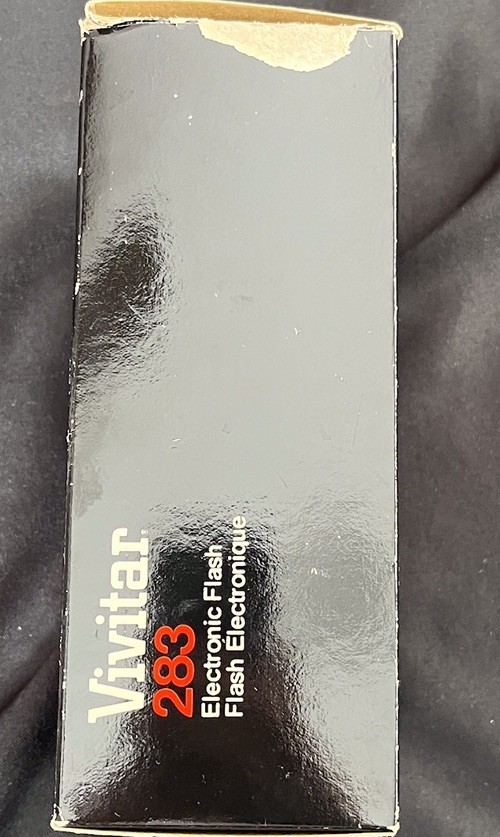 Vivitar
283
Electronic Flash
Flash Electronique